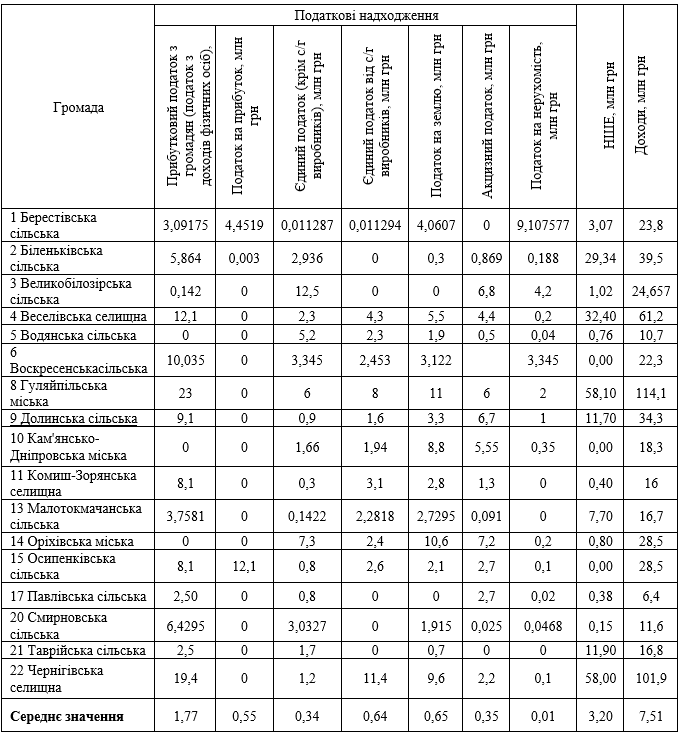 Громада
Податкові надходження
Прибутковий податок з
громадян (податок з
доходів фізичних осіб),
Податок на прибуток, млн
грн
Єдиний податок (крім с/г
виробників), млн грн
Єдиний податок від с/г
виробників, млн грн
Податок на землю, млн грн
Акцизний податок, млн грн
Податок на нерухомість,
млн грн
НШЕ, млн грн
Доходи, млн грн
1 Берестівська
сільська
3,09175 4,4519 0,011287 0,011294 4,0607 0 9,107577 3,07 23,8
2 Біленьківська
сільська
5,864 0,003 2,936 0 0,3 0,869 0,188 29,34 39,5
3 Великобілозірська
сільська
0,142 0 12,5 0 0 6,8 4,2 1,02 24,657
4 Веселівська селищна 12,1 0 2,3 4,3 5,5 4,4 0,2 32,40 61,2
5 Водянська сільська 0 0 5,2 2,3 1,9 0,5 0,04 0,76 10,7
6
Воскресенськасільська
10,035 0 3,345 2,453 3,122 3,345 0,00 22,3
8 Гуляйпільська
міська
23 0 6 8 11 6 2 58,10 114,1
9 Долинська сільська 9,1 0 0,9 1,6 3,3 6,7 1 11,70 34,3
10 Кам'янсько-
Дніпровська міська
0 0 1,66 1,94 8,8 5,55 0,35 0,00 18,3
11 Комиш-Зорянська
селищна
8,1 0 0,3 3,1 2,8 1,3 0 0,40 16
13 Малотокмачанська
сільська
3,7581 0 0,1422 2,2818 2,7295 0,091 0 7,70 16,7
14 Оріхівська міська 0 0 7,3 2,4 10,6 7,2 0,2 0,80 28,5
15 Осипенківська
сільська
8,1 12,1 0,8 2,6 2,1 2,7 0,1 0,00 28,5
17 Павлівська сільська 2,50 0 0,8 0 0 2,7 0,02 0,38 6,4
20 Смирновська
сільська
6,4295 0 3,0327 0 1,915 0,025 0,0468 0,15 11,6
21 Таврійська сільська 2,5 0 1,7 0 0,7 0 0 11,90 16,8
22 Чернігівська
селищна
19,4 0 1,2 11,4 9,6 2,2 0,1 58,00 101,9
Середнє значення 1,77 0,55 0,34 0,64 0,65 0,35 0,01 3,20 7,51